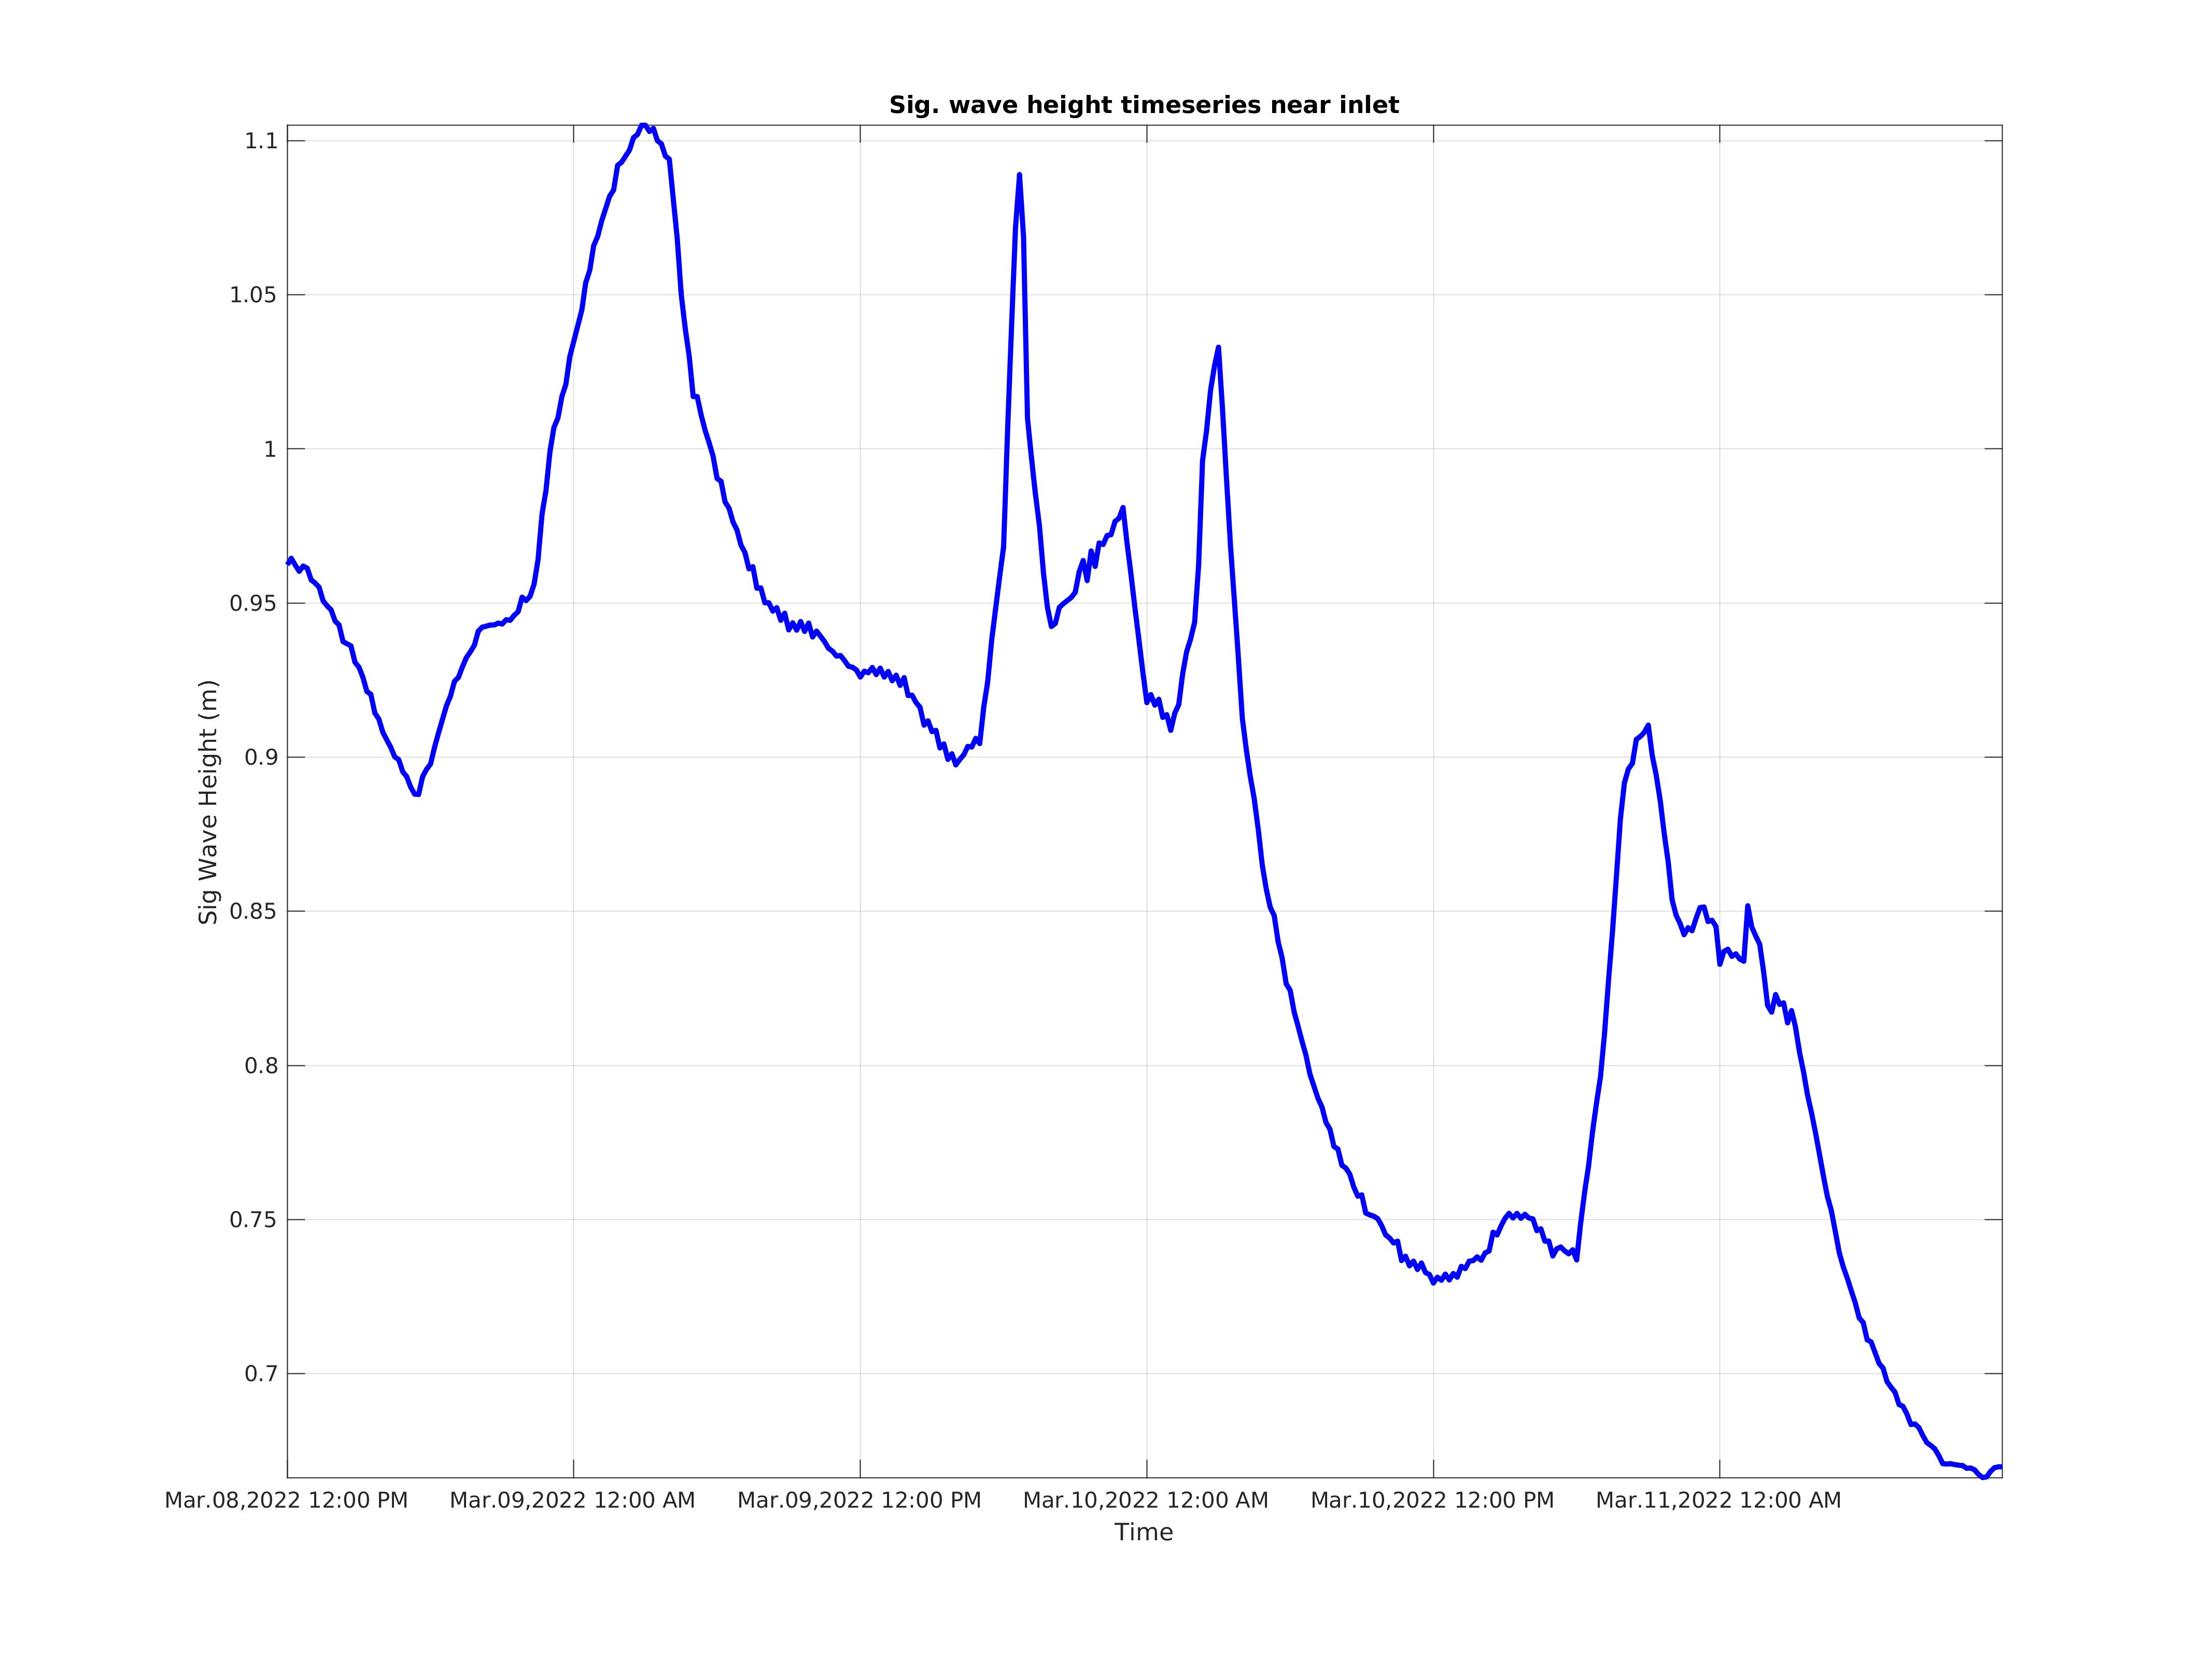 Sig. wave height timeseries near inlet
1.1
1.05
1
0.95
0.9
0.85
0.8
0.75
0.7
Sig Wave Height (m)
Mar.08,2022 12:00 PM
Mar.09,2022 12:00 AM
Mar.09,2022 12:00 PM
Mar.10,2022 12:00 AM
Mar.10,2022 12:00 PM
Mar.11,2022 12:00 AM
Time